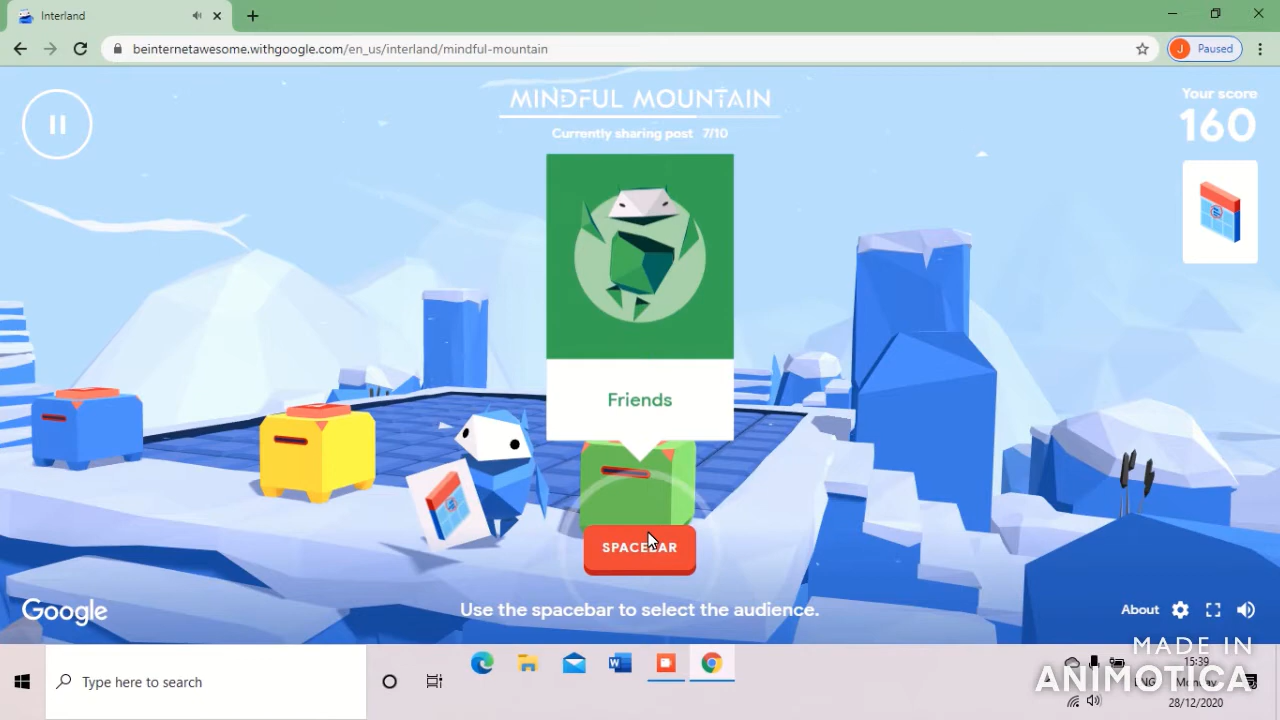 Interland
beinternetawesome.withgoogle.com/en_us/interland/mindful-mountain
J Paused
MINDFUL MOUNTAIN
Currently sharing post 7/10
Your score
160
Friends
SPACEBAR
Use the spacebar to select the audience.
Google
About
MADE IN
ANIMOTICA
Type here to search
15:39
ENG Monday
28/12/2020